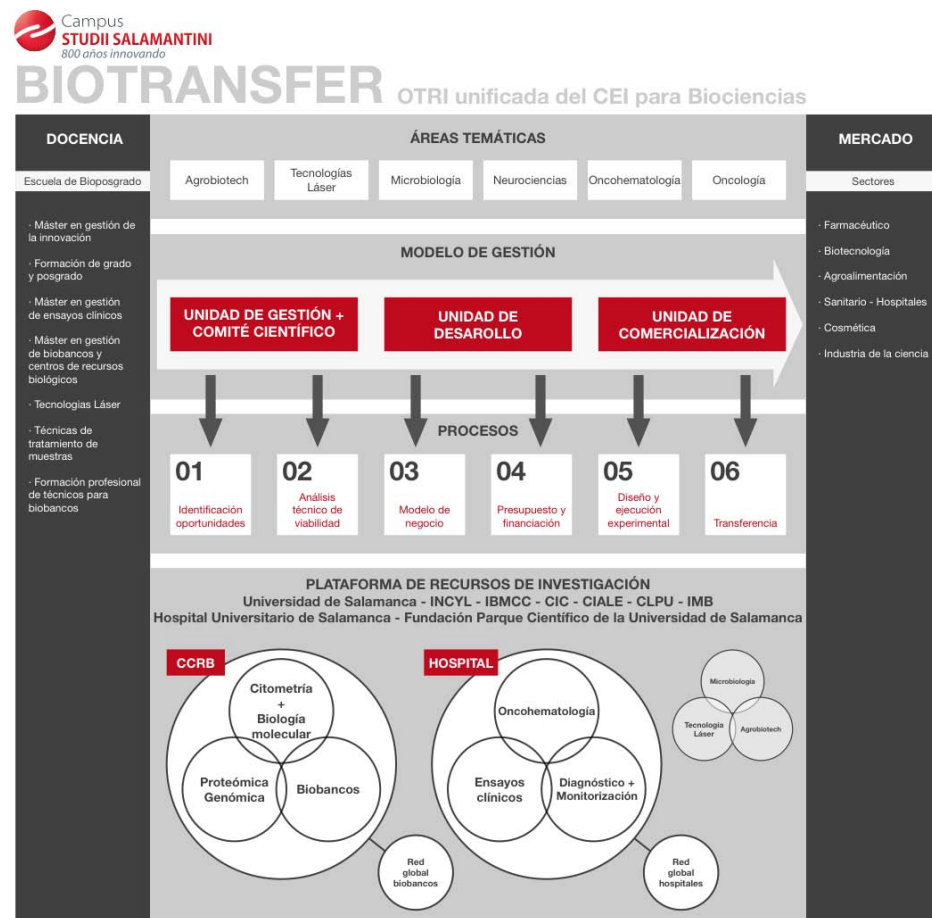 Campus
STUDII SALAMANTINI
800 años innovando
BIOTRANSFER OTRI unificada del CEI para Biociencias
DOCENCIA
Escuela de Bioposgrado
· Máster en gestión de
la innovación
· Formación de grado
y posgrado
· Máster en gestión
de ensayos clínicos
· Máster en gestión
de biobancos y
centros de recursos
biológicos
· Tecnologias Láser
· Técnicas de
tratamiento de
muestras
· Formación profesional
de técnicos para
biobancos
ÁREAS TEMÁTICAS
Agrobiotech
Tecnologías
Láser
Microbiología
Neurociencias
Oncohematología
Oncología
MODELO DE GESTIÓN
UNIDAD DE GESTIÓN +
COMITÉ CIENTÍFICO
UNIDAD DE
DESAROLLO
UNIDAD DE
COMERCIALIZACIÓN
PROCESOS
01
Identificación
oportunidades
02
Análisis
técnico de
viabilidad
03
Modelo de
negocio
04
Presupuesto y
financiación
05
Diseño y
ejecución
experimental
06
Transferencia
PLATAFORMA DE RECURSOS DE INVESTIGACIÓN
Universidad de Salamanca - INCYL - IBMCC - CIC - CIALE - CLPU - IMB
Hospital Universitario de Salamanca - Fundación Parque Científico de la Universidad de Salamanca
CCRB
Citometría
+
Biología
molecular
Proteómica
Genómica
Biobancos
Red
global
biobancos
HOSPITAL
Oncohematología
Ensayos
clínicos
Diagnóstico +
Monitorización
Red
global
hospitales
Microbiología
Tecnología
Láser
Agrobiotech
MERCADO
Sectores
· Farmacéutico
· Biotecnología
· Agroalimentación
· Sanitario - Hospitales
· Cosmética
· Industria de la ciencia